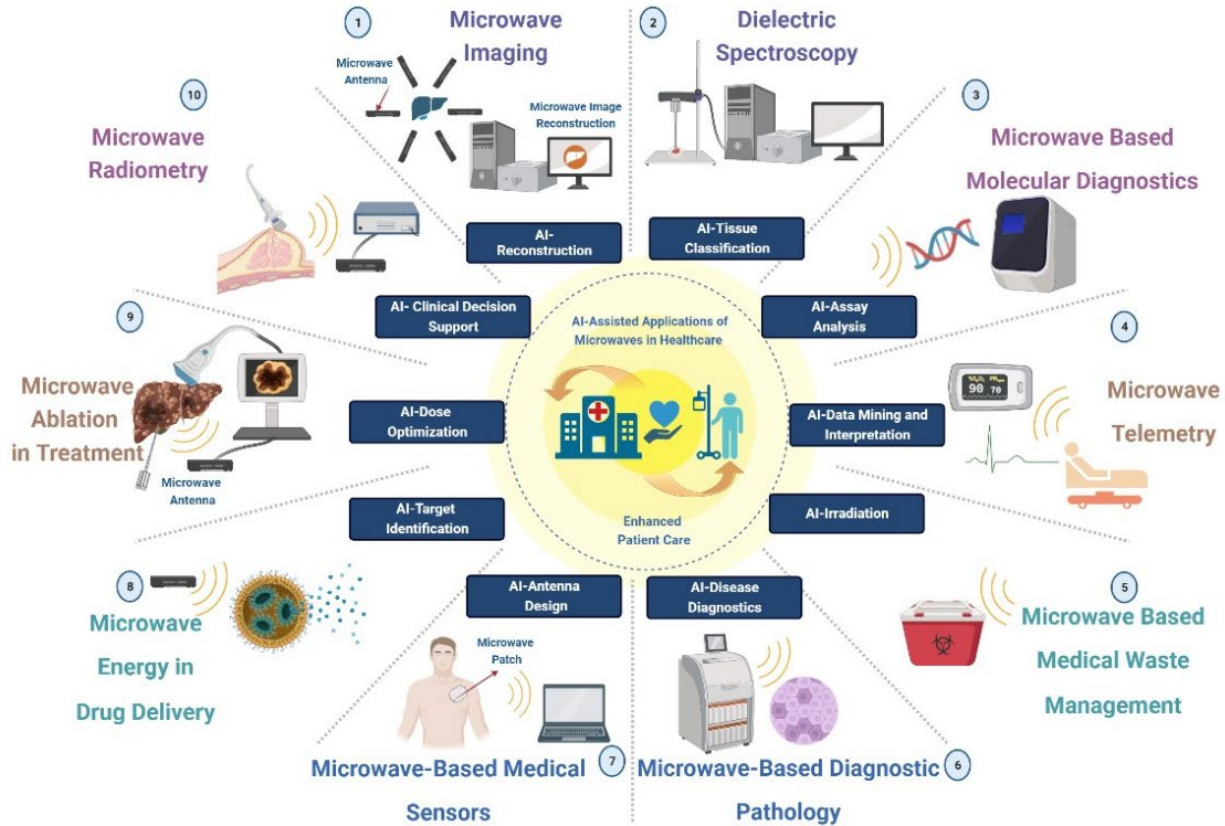 1
Microwave
Imaging
Microwave
Antenna
Microwave Image
Reconstruction
AI-
Reconstruction
2
Dielectric
Spectroscopy
AI-Tissue
Classification
3
Microwave Based
Molecular Diagnostics
AI-Assay
Analysis
4
Microwave
Telemetry
90 70
AI-Data Mining and
Interpretation
5
Microwave Based
Medical Waste
Management
AI-Irradiation
6
Microwave-Based Diagnostic
Pathology
AI-Disease
Diagnostics
7
Microwave-Based Medical
Sensors
Microwave
Patch
AI-Antenna
Design
8
Microwave
Energy in
Drug Delivery
AI-Target
Identification
9
Microwave
Ablation
in Treatment
Microwave
Antenna
AI-Dose
Optimization
10
Microwave
Radiometry
AI- Clinical Decision
Support
AI-Assisted Applications of
Microwaves in Healthcare
Enhanced
Patient Care